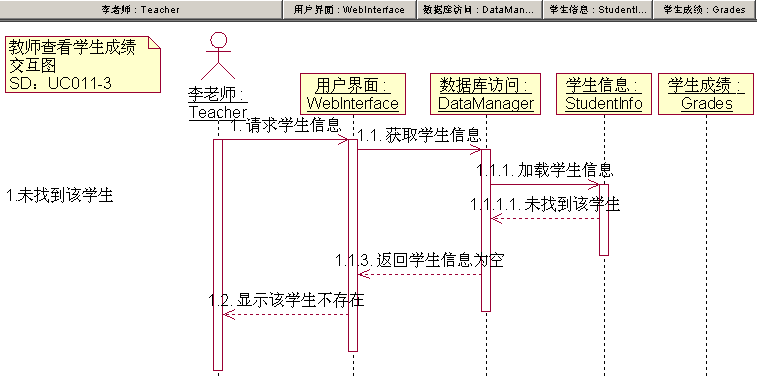 李老师 : Teacher
用户界面 : WebInterface
数据库访问 : DataMan...
学生信息 : StudentI...
学生成绩 : Grades
教师查看学生成绩
交互图
SD：UC011-3
李老师 :
Teacher
用户界面 :
WebInterface
数据库访问 :
DataManager
学生信息 :
StudentInfo
学生成绩 :
Grades
1. 请求学生信息
1.1. 获取学生信息
1.1.1. 加载学生信息
1.未找到该学生
1.1.1.1. 未找到该学生
1.1.3. 返回学生信息为空
1.2. 显示该学生不存在